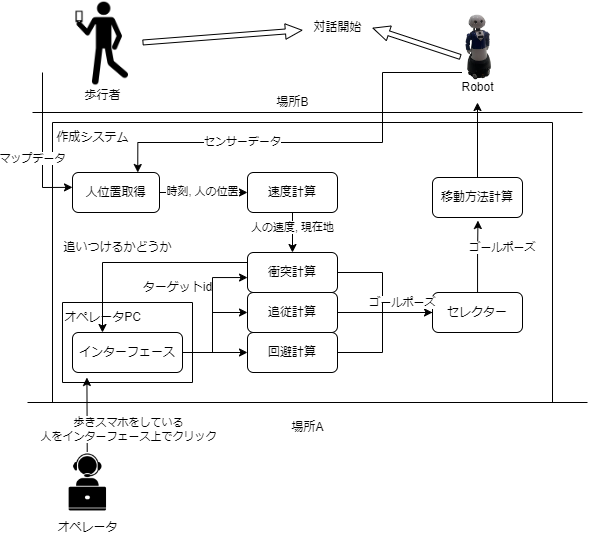 対話開始
歩行者
Robot
場所B
作成システム
センサーデータ
マップデータ
人位置取得
時刻, 人の位置
速度計算
移動方法計算
人の速度, 現在地
追いつけるかどうか
ゴールポーズ
衝突計算
ターゲットid
オペレータPC
追従計算
ゴールポーズ
セレクター
インターフェース
回避計算
歩きスマホをしている
人をインターフェース上でクリック
場所A
オペレータ